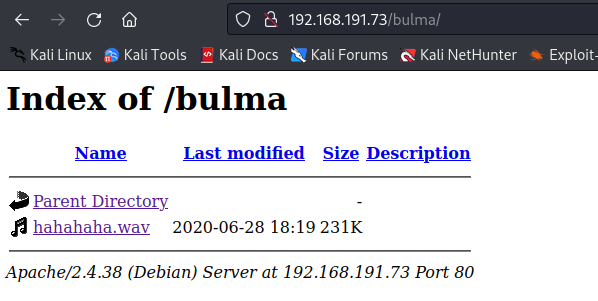 192.168.191.73/bulma/
Kali Linux Kali Tools Kali Docs Kali Forums Kali NetHunter Exploit-
Index of /bulma
Name Last modified Size Description
Parent Directory -
hahahaha.wav 2020-06-28 18:19 231K
Apache/2.4.38 (Debian) Server at 192.168.191.73 Port 80